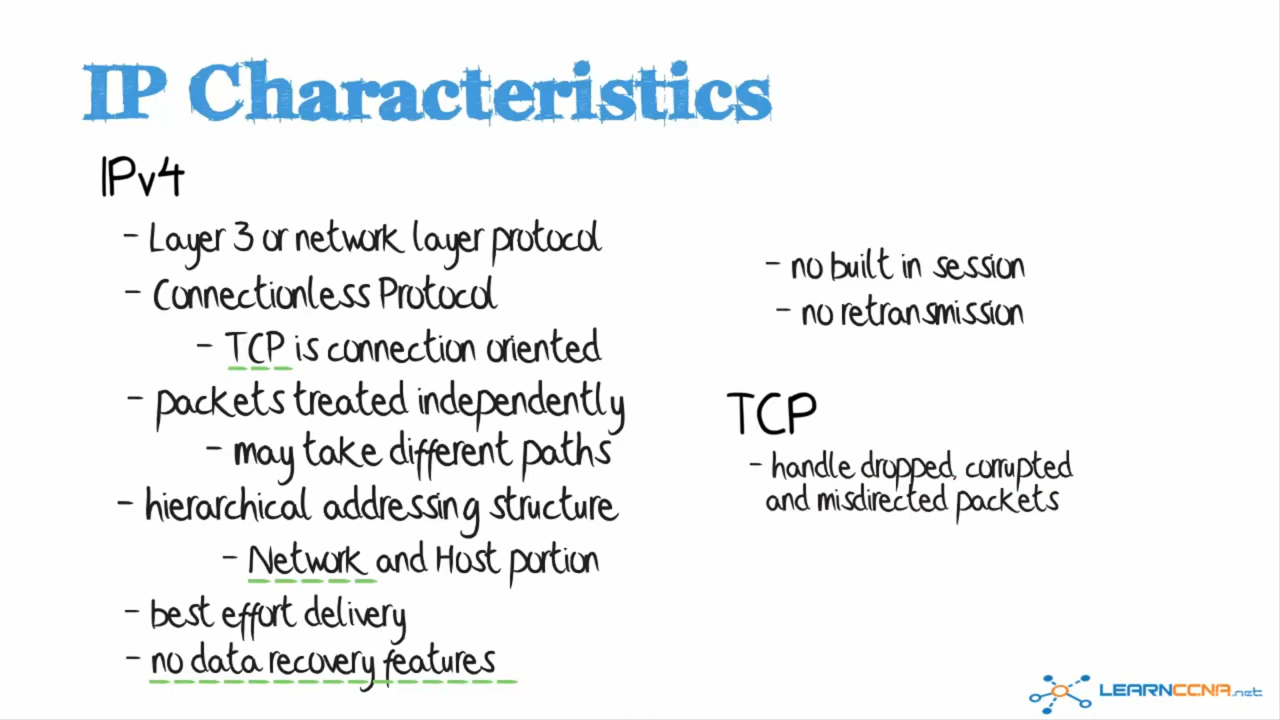 IP Characteristics
IPv4
- Layer 3 or network layer protocol
- Connectionless Protocol
- TCP is connection oriented
- packets treated independently
- may take different paths
- hierarchical addressing structure
- Network and Host portion
- best effort delivery
- no data recovery features
- no built in session
- no retransmission
TCP
- handle dropped, corrupted
and misdirected packets
LEARNCCNA.net